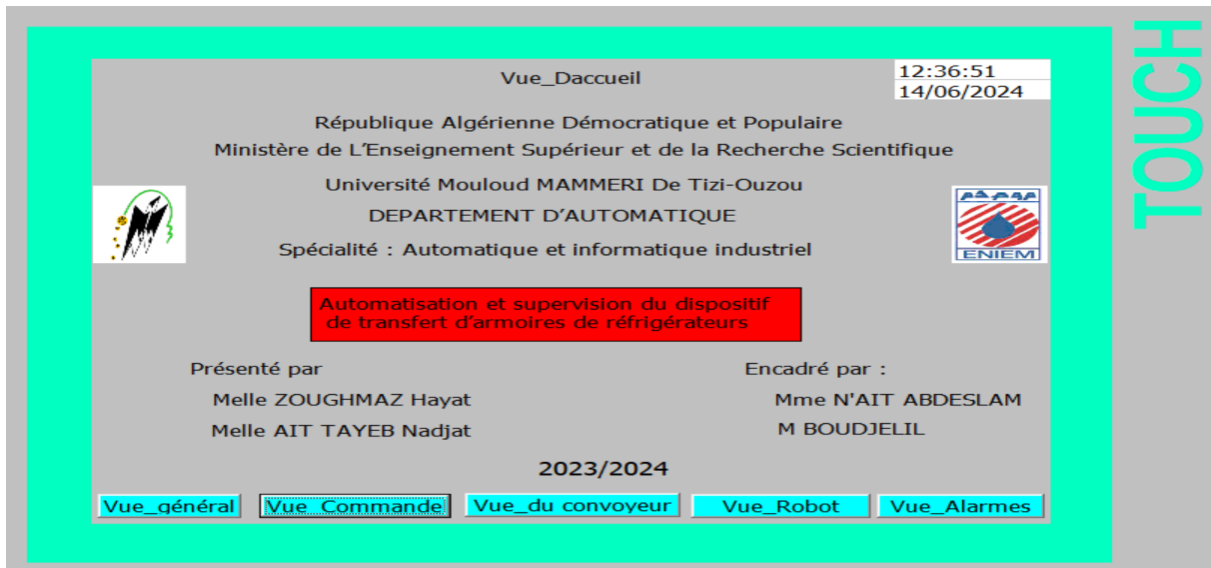 Vue_Daccueil
12:36:51
14/06/2024
TOUCH
République Algérienne Démocratique et Populaire
Ministère de L'Enseignement Supérieur et de la Recherche Scientifique
Université Mouloud MAMMERI De Tizi-Ouzou
DEPARTEMENT D'AUTOMATIQUE
Spécialité : Automatique et informatique industriel
ENIEM
Automatisation et supervision du dispositif
de transfert d'armoires de réfrigérateurs
Présenté par
Encadré par :
Melle ZOUGHMAZ Hayat
Mme N'AIT ABDESLAM
Melle AIT TAYEB Nadjat
M BOUDJELIL
2023/2024
Vue_général
Vue_Commande
Vue_du convoyeur
Vue_Robot
Vue_Alarmes